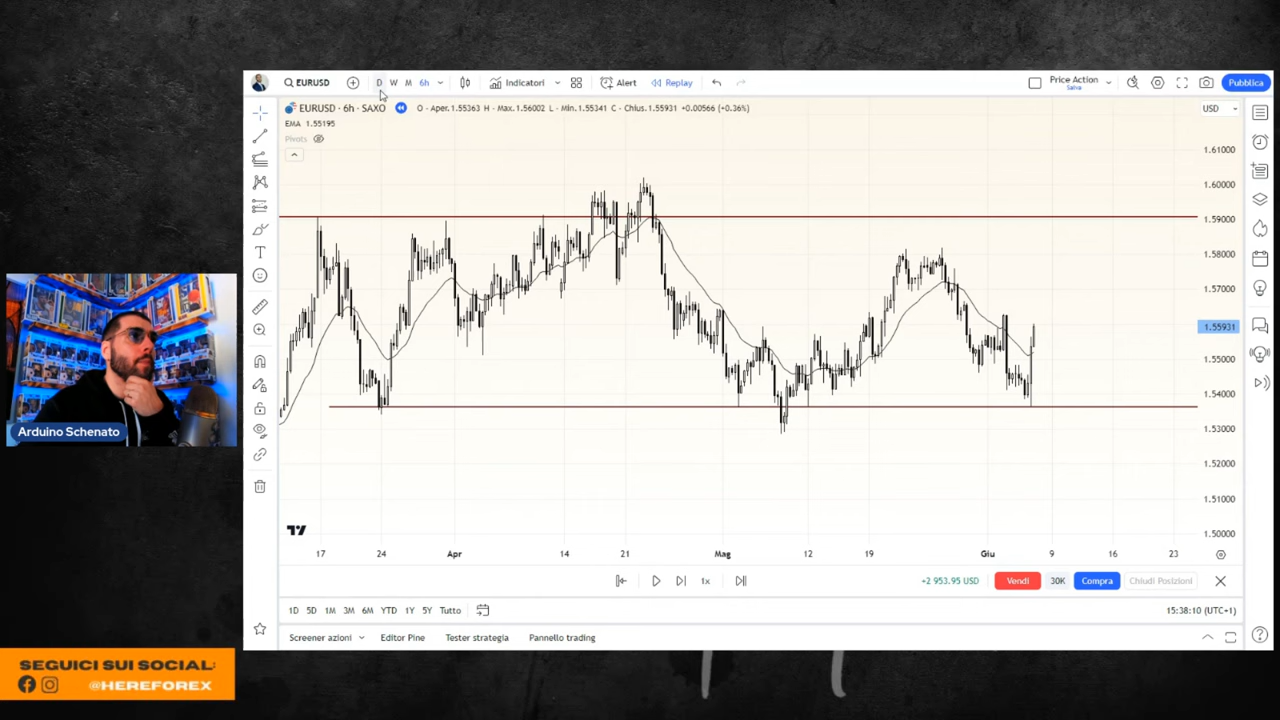 EURUSD
D W M 6h
Indicatori
Alert
Replay
Price Action
Salva
Pubblica
EURUSD · 6h · SAXO
O - Aper.1.55363 H - Max.1.56002 L - Min.1.55341 C - Chius.1.55931 +0.00566 (+0.36%)
USD
EMA 1.55195
Pivots
1.61000
1.60000
1.59000
1.58000
1.57000
1.55931
1.55000
1.54000
1.53000
1.52000
1.51000
1.50000
Arduino Schenato
17 24 Apr 14 21 Mag 12 19 Giu 9 16 23
1x
+2 953.95 USD
Vendi
30K
Compra
Chiudi Posizioni
1D 5D 1M 3M 6M YTD 1Y 5Y Tutto
15:38:10 (UTC+1)
Screener azioni
Editor Pine
Tester strategia
Pannello trading
SEGUICI SUI SOCIAL:
@HEREFOREX